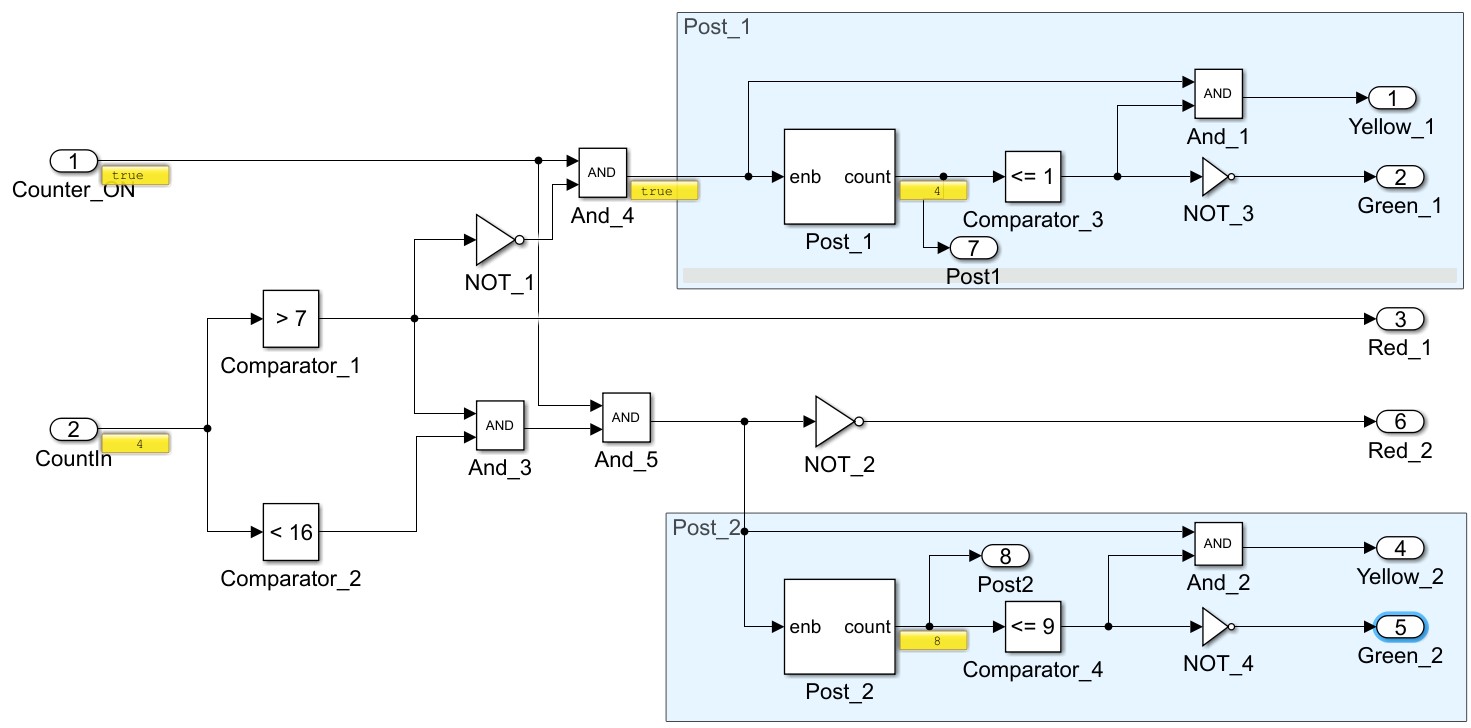 Post_1
AND
And_1
1
Yellow_1
1
true
Counter_ON
AND
true
And_4
enb count
Post_1
4
<= 1
Comparator_3
NOT_3
2
Green_1
7
Post1
NOT_1
> 7
Comparator_1
3
Red_1
2
4
CountIn
AND
And_3
AND
And_5
NOT_2
6
Red_2
< 16
Comparator_2
Post_2
AND
And_2
4
Yellow_2
8
Post2
enb count
Post_2
8
<= 9
Comparator_4
NOT_4
5
Green_2